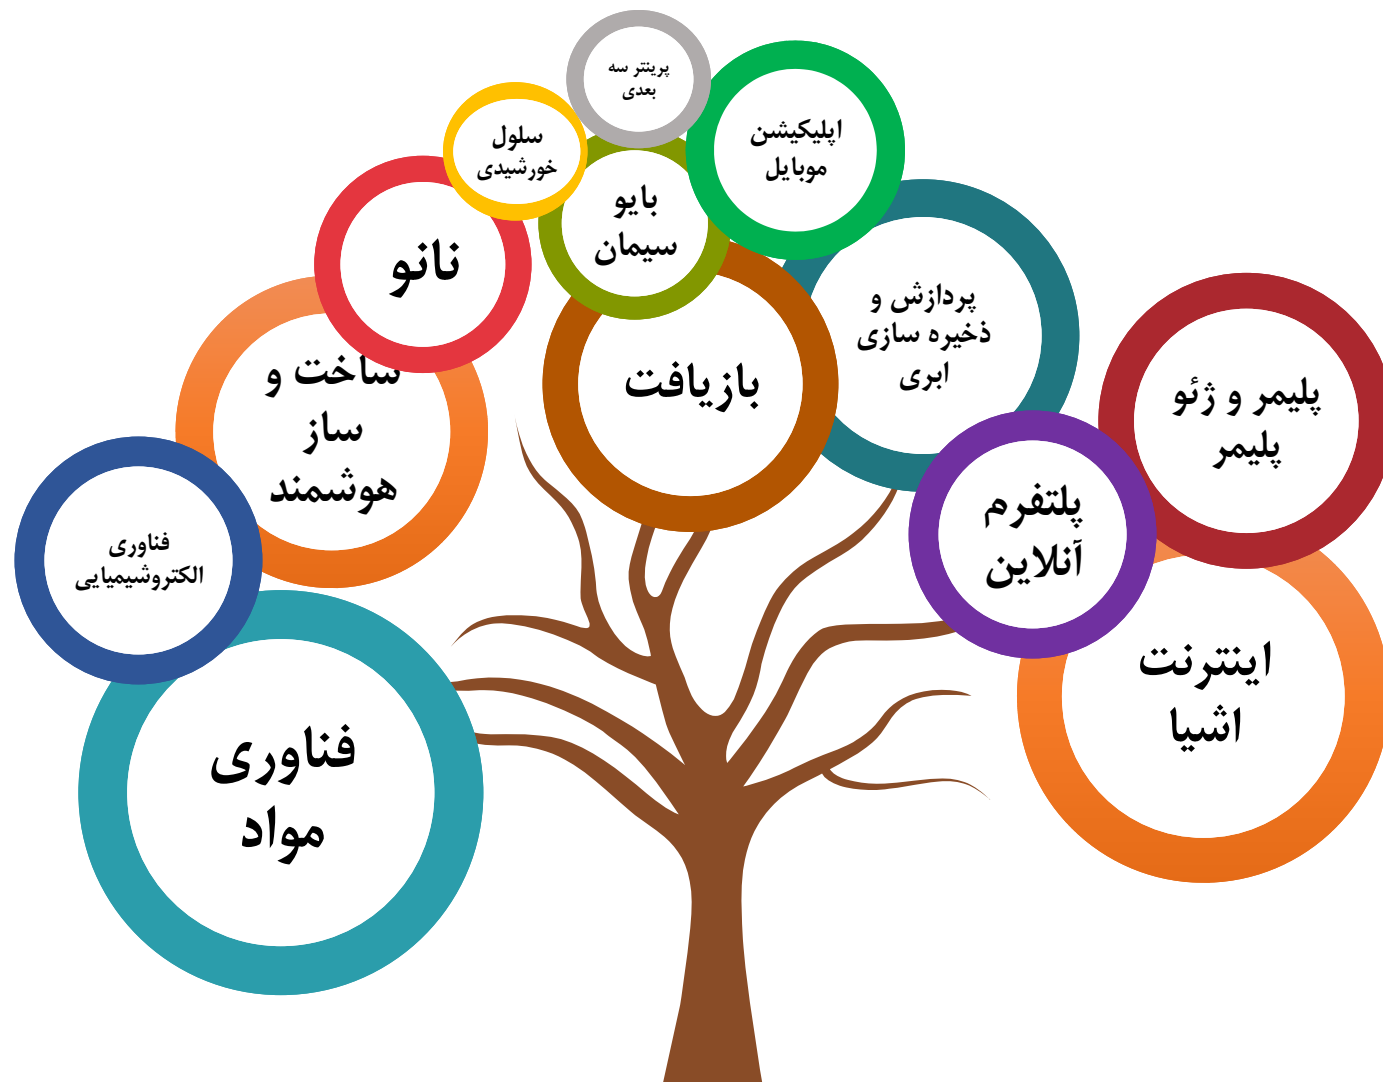 پرینتر سه
بعدی
اپلیکیشن
موبایل
سلول
خورشیدی
بایو
سیمان
نانو
پردازش و
ذخیره سازی
ابری
بازیافت
ساخت و
ساز
هوشمند
پلیمر و ژئو
پلیمر
پلتفرم
آنلاین
فناوری
الکتروشیمیایی
اینترنت
اشیا
فناوری
مواد